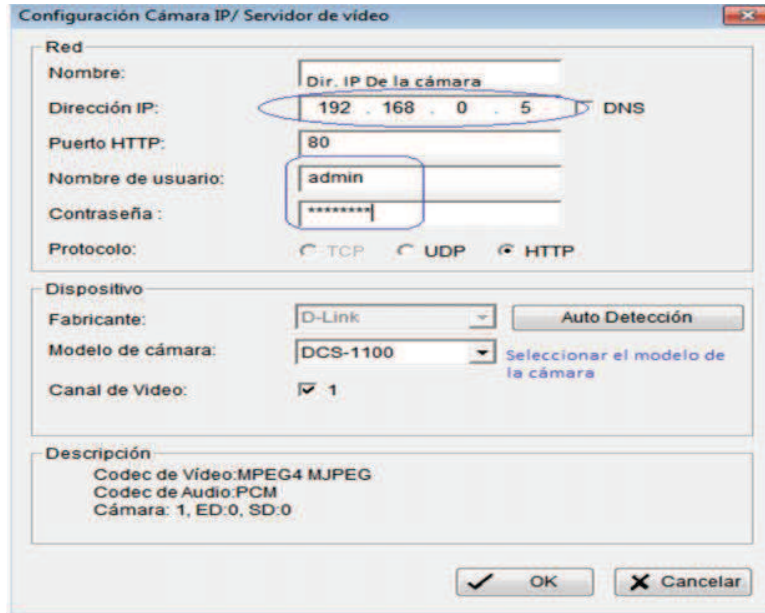 Configuración Cámara IP/ Servidor de vídeo
Red
Nombre:
Dir. IP De la cámara
Dirección IP: 192 . 168 . 0 . 5 DNS
Puerto HTTP: 80
Nombre de usuario: admin
Contraseña : ********
Protocolo: TCP UDP HTTP
Dispositivo
Fabricante: D-Link Auto Detección
Modelo de cámara: DCS-1100 Seleccionar el modelo de
la cámara
Canal de Video: 1
Descripción
Codec de Vídeo:MPEG4 MJPEG
Codec de Audio:PCM
Cámara: 1, ED:0, SD:0
OK Cancelar